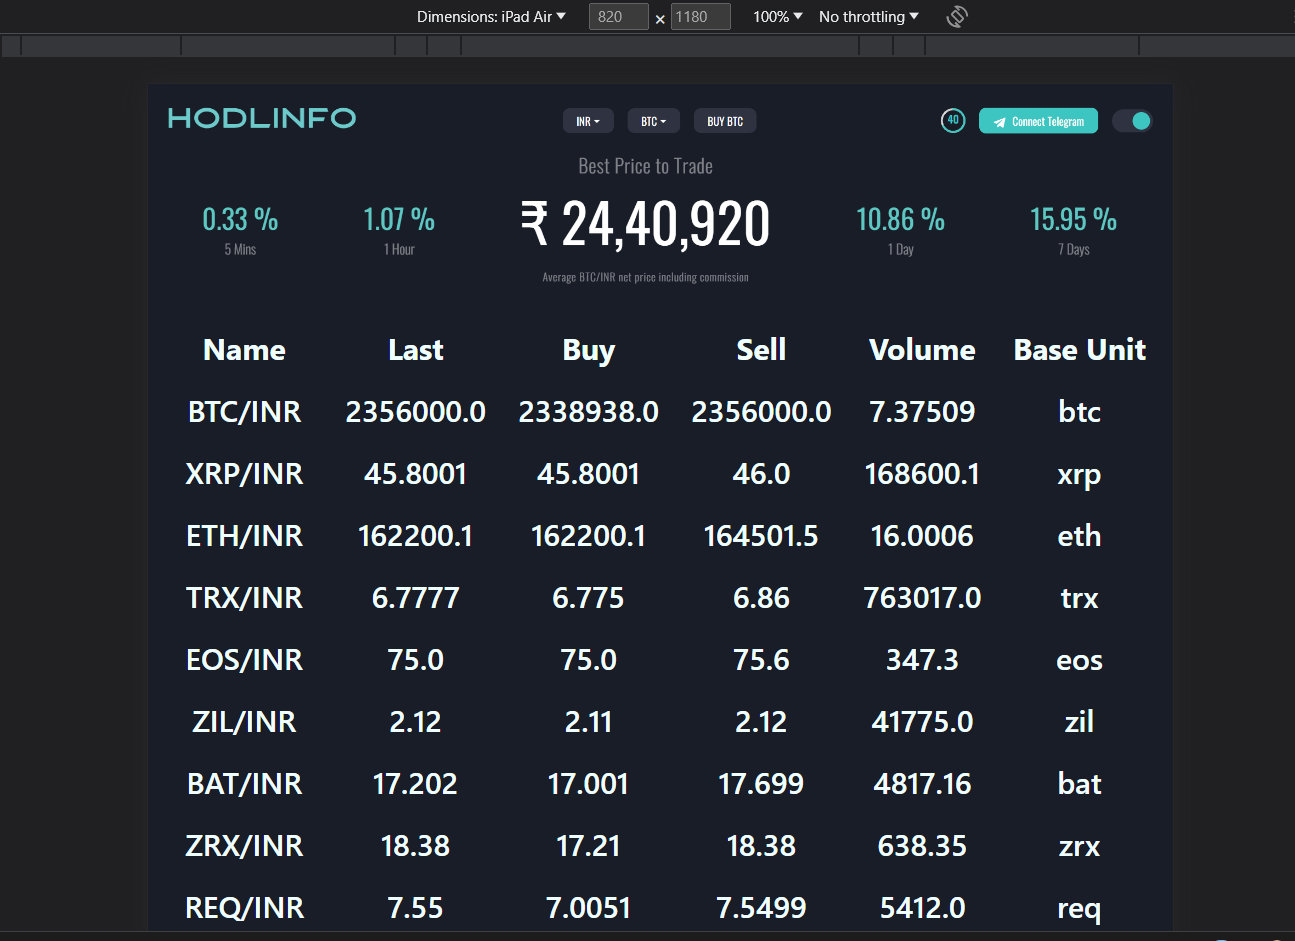 Dimensions: iPad Air 820 × 1180 100% No throttling
HODLINFO INR BTC BUY BTC 40 Connect Telegram
Best Price to Trade
0.33 % 1.07 % ₹ 24,40,920 10.86 % 15.95 %
5 Mins 1 Hour 1 Day 7 Days
Average BTC/INR net price including commission
Name Last Buy Sell Volume Base Unit
BTC/INR 2356000.0 2338938.0 2356000.0 7.37509 btc
XRP/INR 45.8001 45.8001 46.0 168600.1 xrp
ETH/INR 162200.1 162200.1 164501.5 16.0006 eth
TRX/INR 6.7777 6.775 6.86 763017.0 trx
EOS/INR 75.0 75.0 75.6 347.3 eos
ZIL/INR 2.12 2.11 2.12 41775.0 zil
BAT/INR 17.202 17.001 17.699 4817.16 bat
ZRX/INR 18.38 17.21 18.38 638.35 zrx
REQ/INR 7.55 7.0051 7.5499 5412.0 req